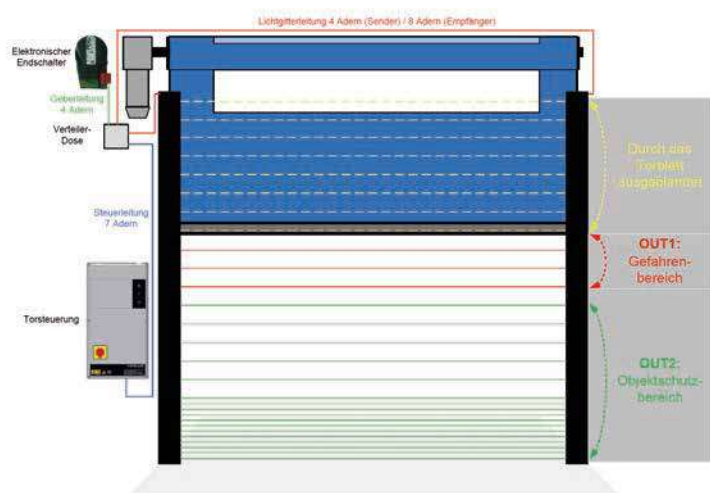 Lichtgitterleitung 4 Adern (Sender) / 8 Adern (Empfänger)
Elektronischer
Endschalter
Geberleitung
4 Adern
Verteiler-
Dose
Steuerleitung
7 Adern
Torsteuerung
Durch das
Torblatt
ausgeblendet
OUT1:
Gefahren-
bereich
OUT2:
Objektschutz-
bereich